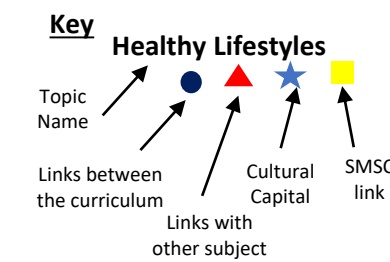 Key
Healthy Lifestyles
Topic
Name
Links between
the curriculum
Links with
other subject
Cultural
Capital
SMSC
link